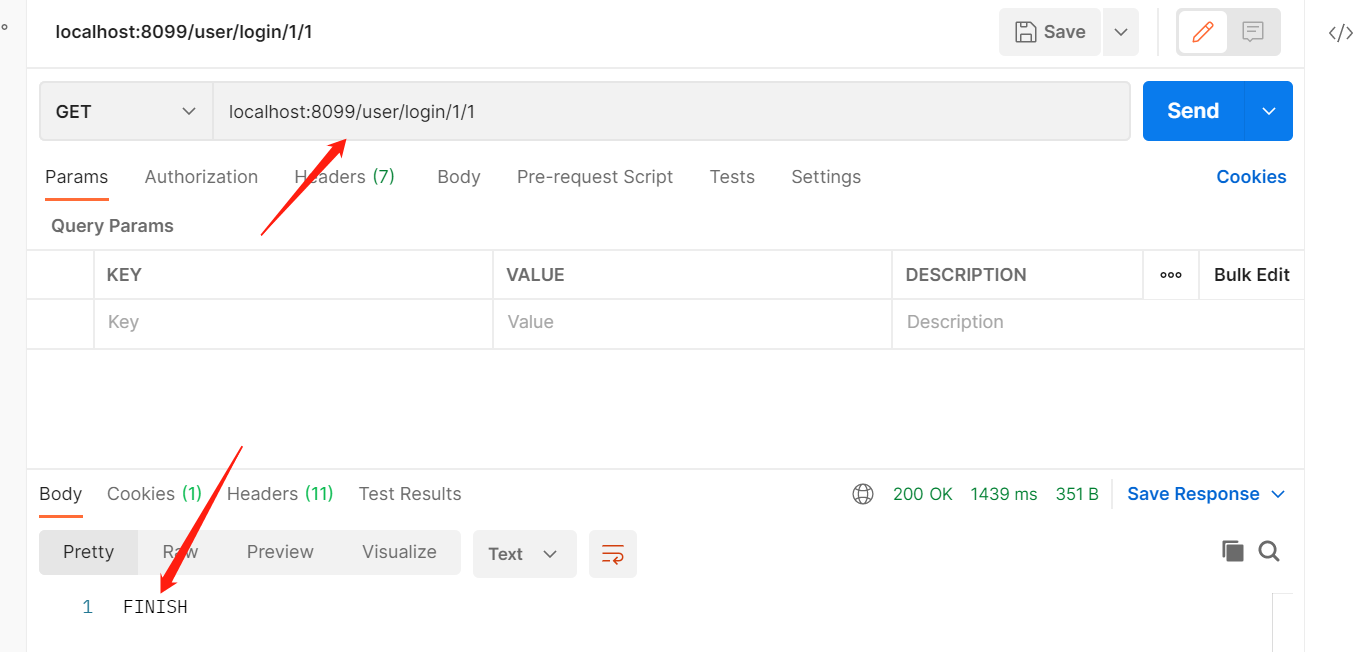 localhost:8099/user/login/1/1
Save
GET
localhost:8099/user/login/1/1
Send
Params Authorization Headers (7) Body Pre-request Script Tests Settings Cookies
Query Params
KEY VALUE DESCRIPTION ooo Bulk Edit
Key Value Description
Body Cookies (1) Headers (11) Test Results 200 OK 1439 ms 351 B Save Response
Pretty Raw Preview Visualize Text
1 FINISH